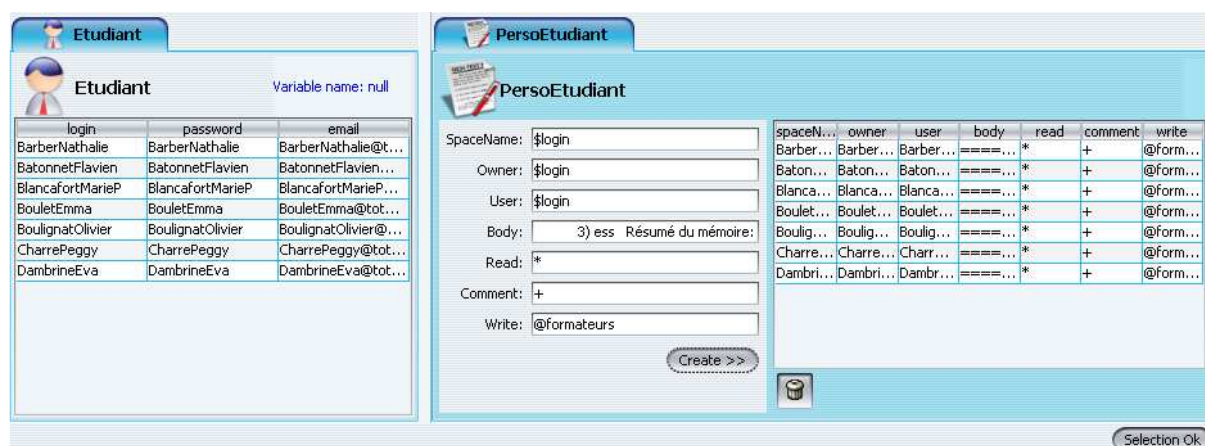 Etudiant
Etudiant
Variable name: null
login password email
BarberNathalie BarberNathalie BarberNathalie@t...
BatonnetFlavien BatonnetFlavien BatonnetFlavien...
BlancafortMarieP BlancafortMarieP BlancafortMarieP...
BouletEmma BouletEmma BouletEmma@tot...
BoulignatOlivier BoulignatOlivier BoulignatOlivier@...
CharrePeggy CharrePeggy CharrePeggy@tot...
DambrineEva DambrineEva DambrineEva@tot...
PersoEtudiant
PersoEtudiant
SpaceName: $login
Owner: $login
User: $login
Body: 3) ess Résumé du mémoire:
Read: *
Comment: +
Write: @formateurs
Create >>
spaceN... owner user body read comment write
Barber... Barber... Barber... ====... * + @form...
Baton... Baton... Baton... ====... * + @form...
Blanca... Blanca... Blanca... ====... * + @form...
Boulet... Boulet... Boulet... ====... * + @form...
Boulig... Boulig... Boulig... ====... * + @form...
Charre... Charre... Charr... ====... * + @form...
Dambri... Dambri... Dambr... ====... * + @form...
Selection Ok